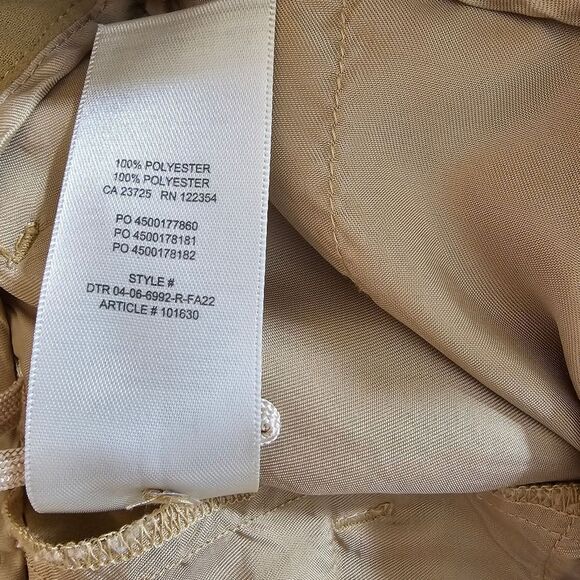 100% POLYESTER
100% POLYESTER
CA 23725 RN 122354
PO 4500177860
PO 4500178181
PO 4500178182
STYLE #
DTR 04-06-6992-R-FA22
ARTICLE # 101630